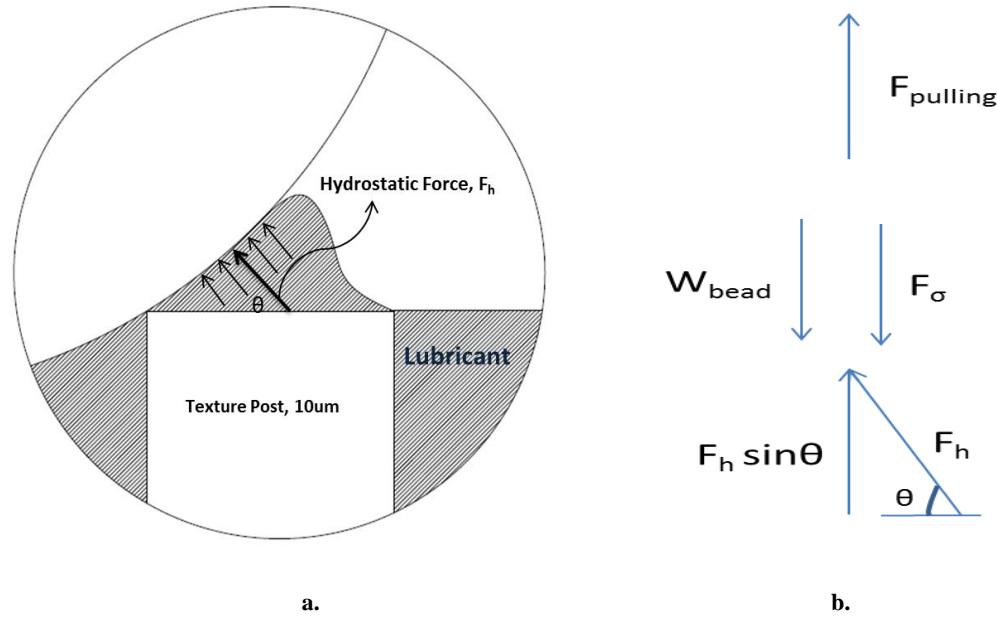 Hydrostatic Force, Fh
θ
Lubricant
Texture Post, 10um
a.
Fpulling
Wbead
Fσ
Fh sinθ
Fh
θ
b.